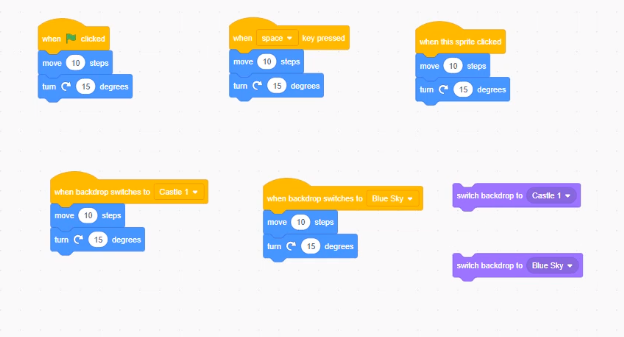 when clicked
move 10 steps
turn 15 degrees
when space key pressed
move 10 steps
turn 15 degrees
when this sprite clicked
move 10 steps
turn 15 degrees
when backdrop switches to Castle 1
move 10 steps
turn 15 degrees
when backdrop switches to Blue Sky
move 10 steps
turn 15 degrees
switch backdrop to Castle 1
switch backdrop to Blue Sky